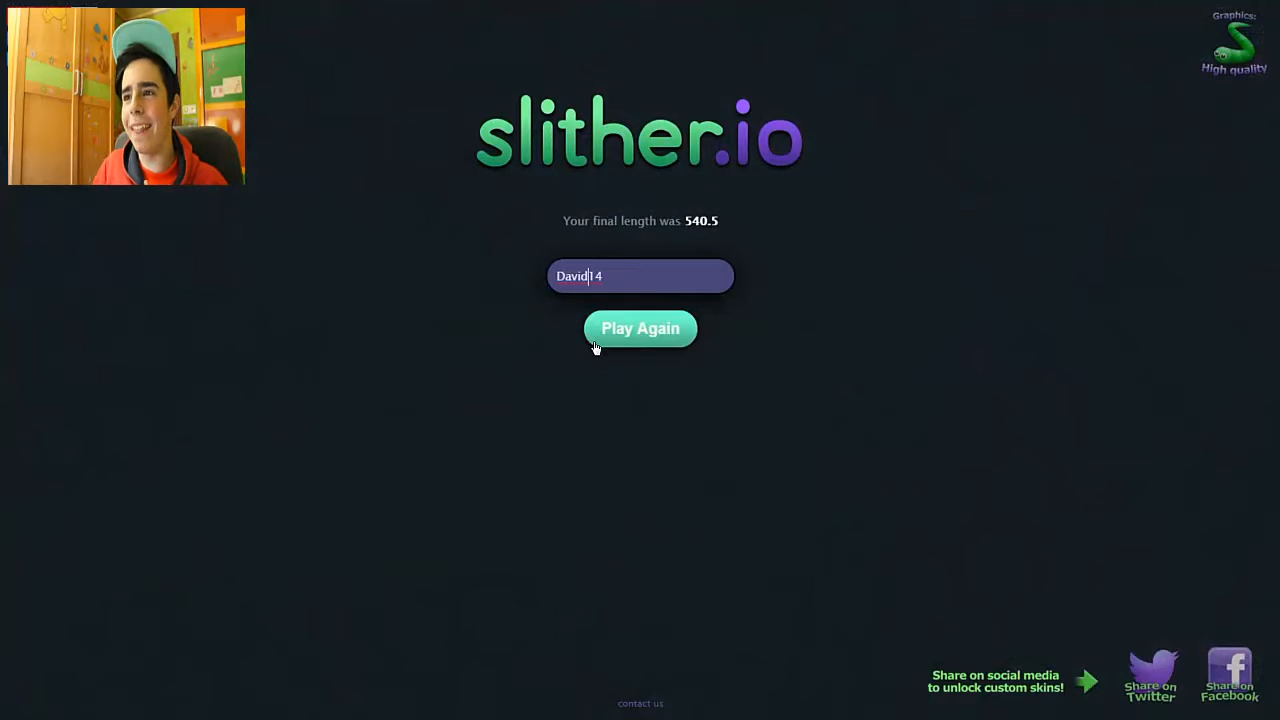 Graphics:
High quality
slither.io
Your final length was 540.5
David14
Play Again
Share on social media
to unlock custom skins!
Share on
Twitter
Share on
Facebook
contact us